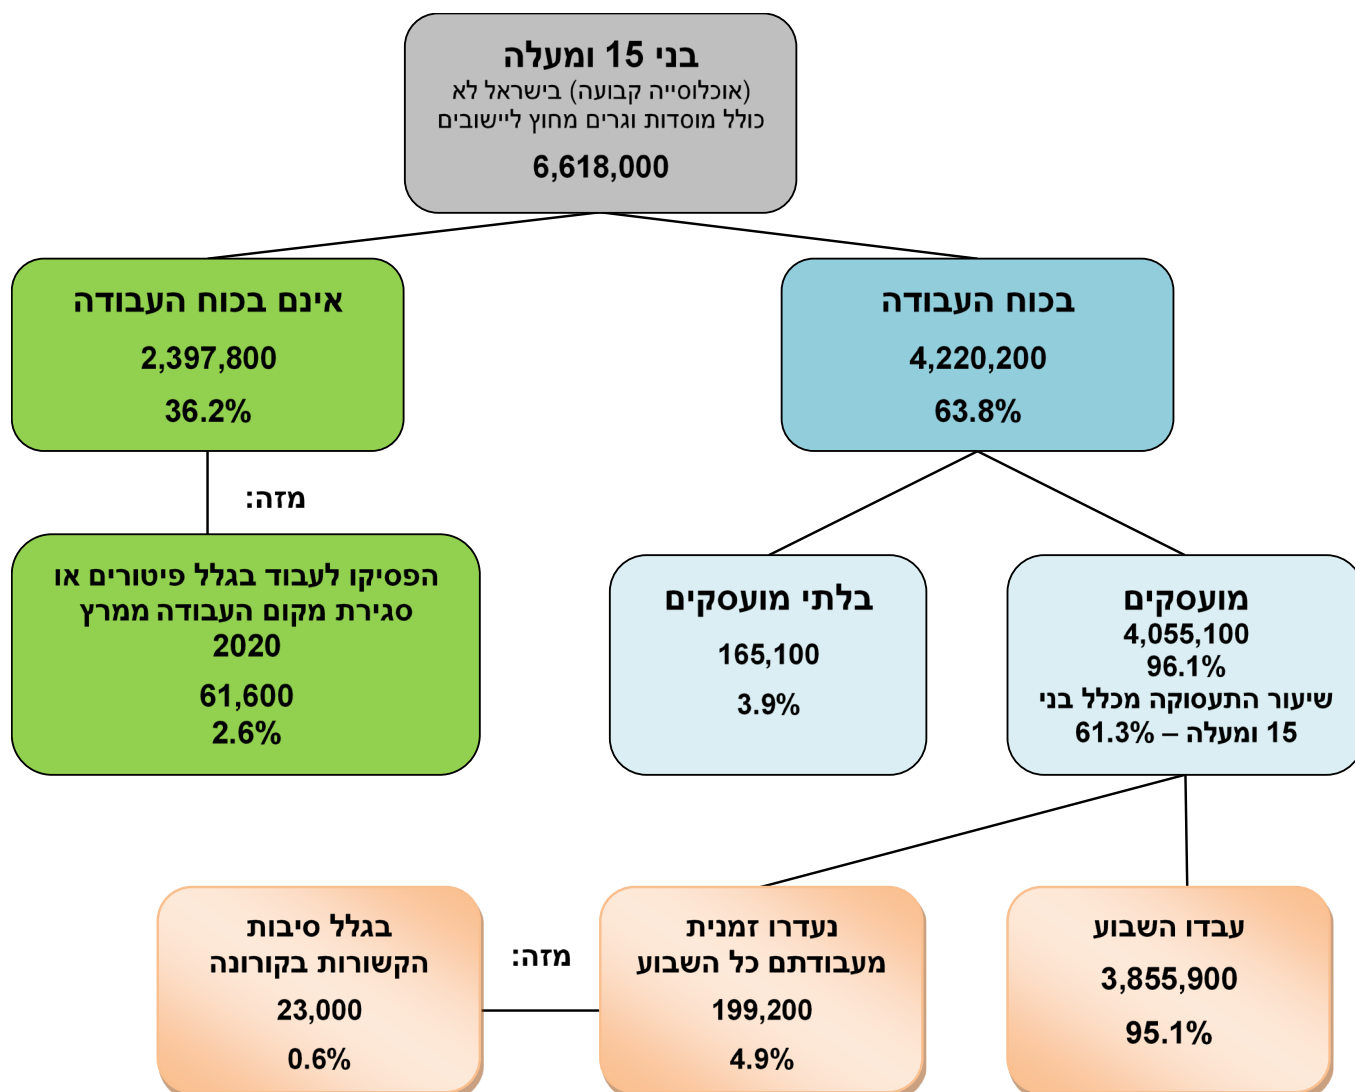 בני 15 ומעלה
(אוכלוסייה קבועה) בישראל לא
כולל מוסדות וגרים מחוץ ליישובים
6,618,000
בכוח העבודה
4,220,200
63.8%
אינם בכוח העבודה
2,397,800
36.2%
מזה:
הפסיקו לעבוד בגלל פיטורים או
סגירת מקום העבודה ממרץ
2020
61,600
2.6%
מועסקים
4,055,100
96.1%
שיעור התעסוקה מכלל בני
15 ומעלה – 61.3%
בלתי מועסקים
165,100
3.9%
עבדו השבוע
3,855,900
95.1%
נעדרו זמנית
מעבודתם כל השבוע
199,200
4.9%
מזה:
בגלל סיבות
הקשורות בקורונה
23,000
0.6%